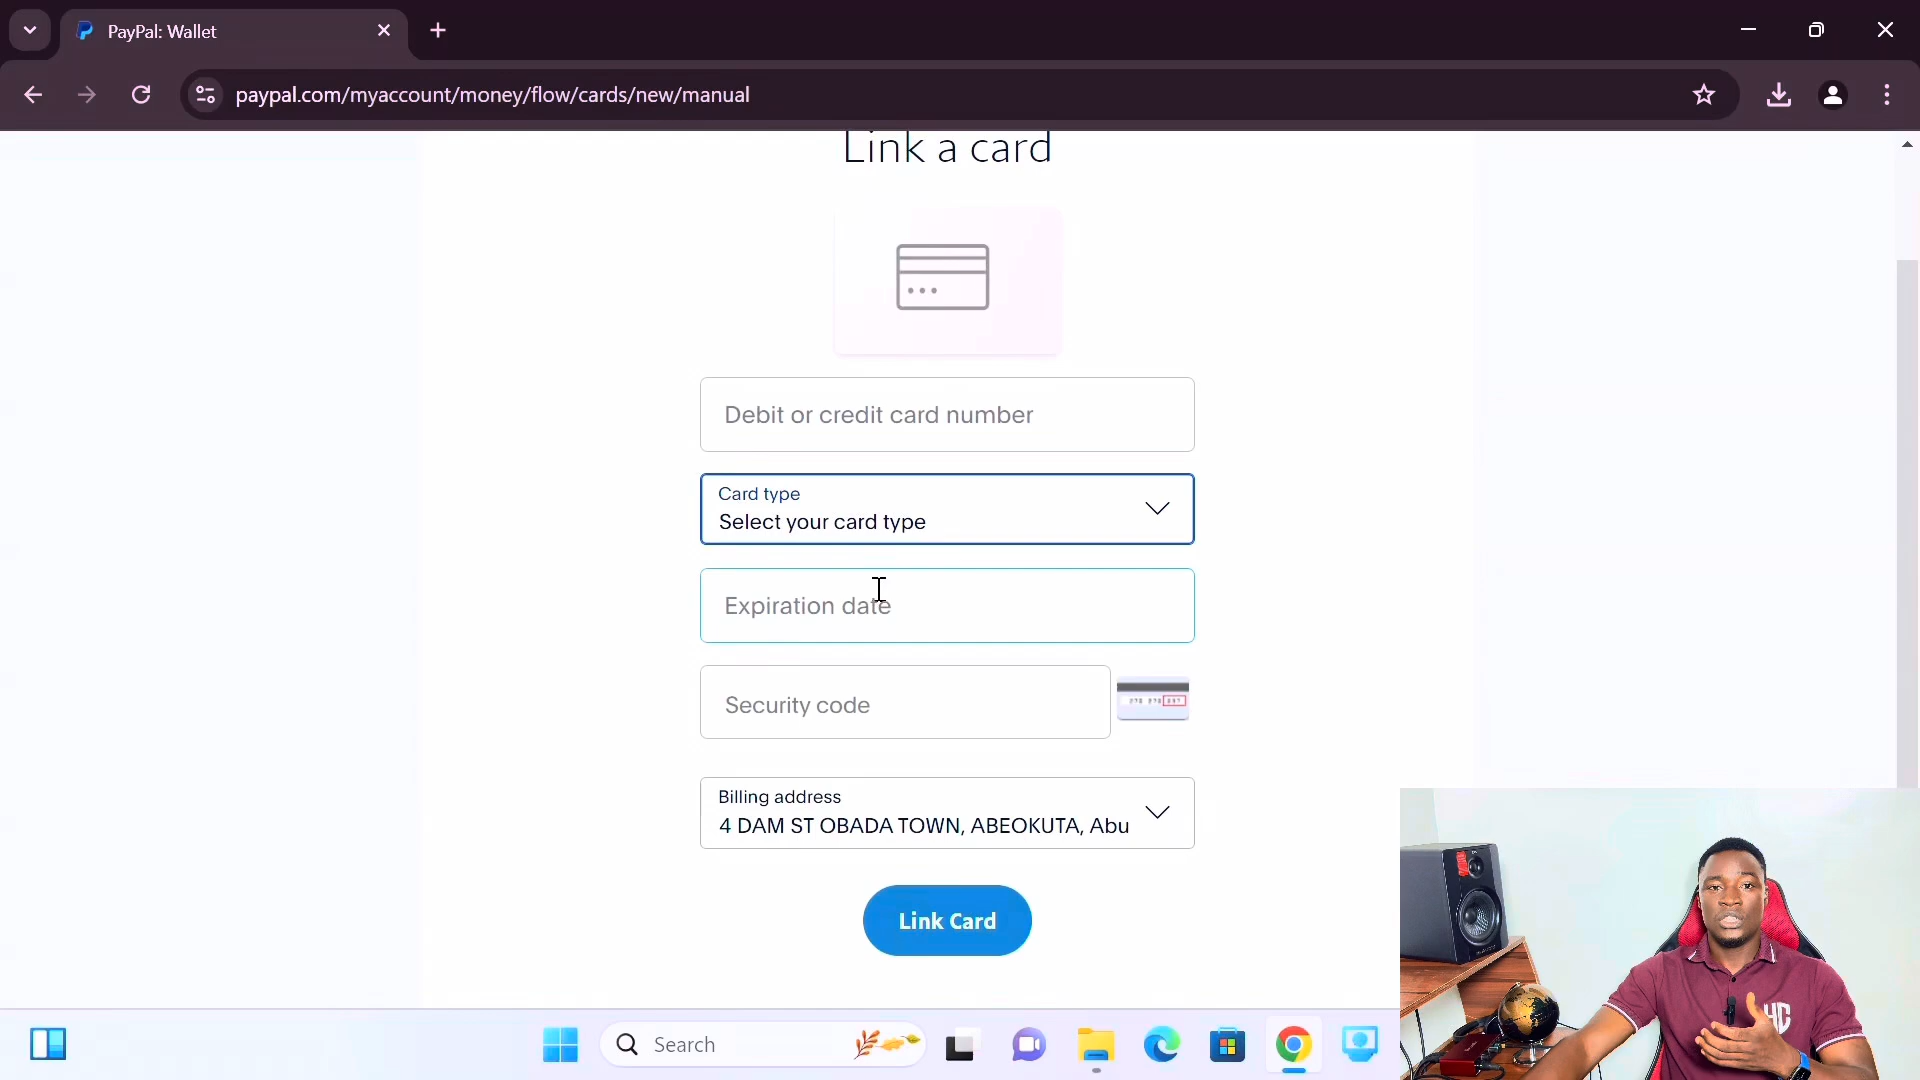 PayPal: Wallet
paypal.com/myaccount/money/flow/cards/new/manual
Link a card
Debit or credit card number
Card type
Select your card type
Expiration date
Security code
Billing address
4 DAM ST OBADA TOWN, ABEOKUTA, Abu
Link Card
Search